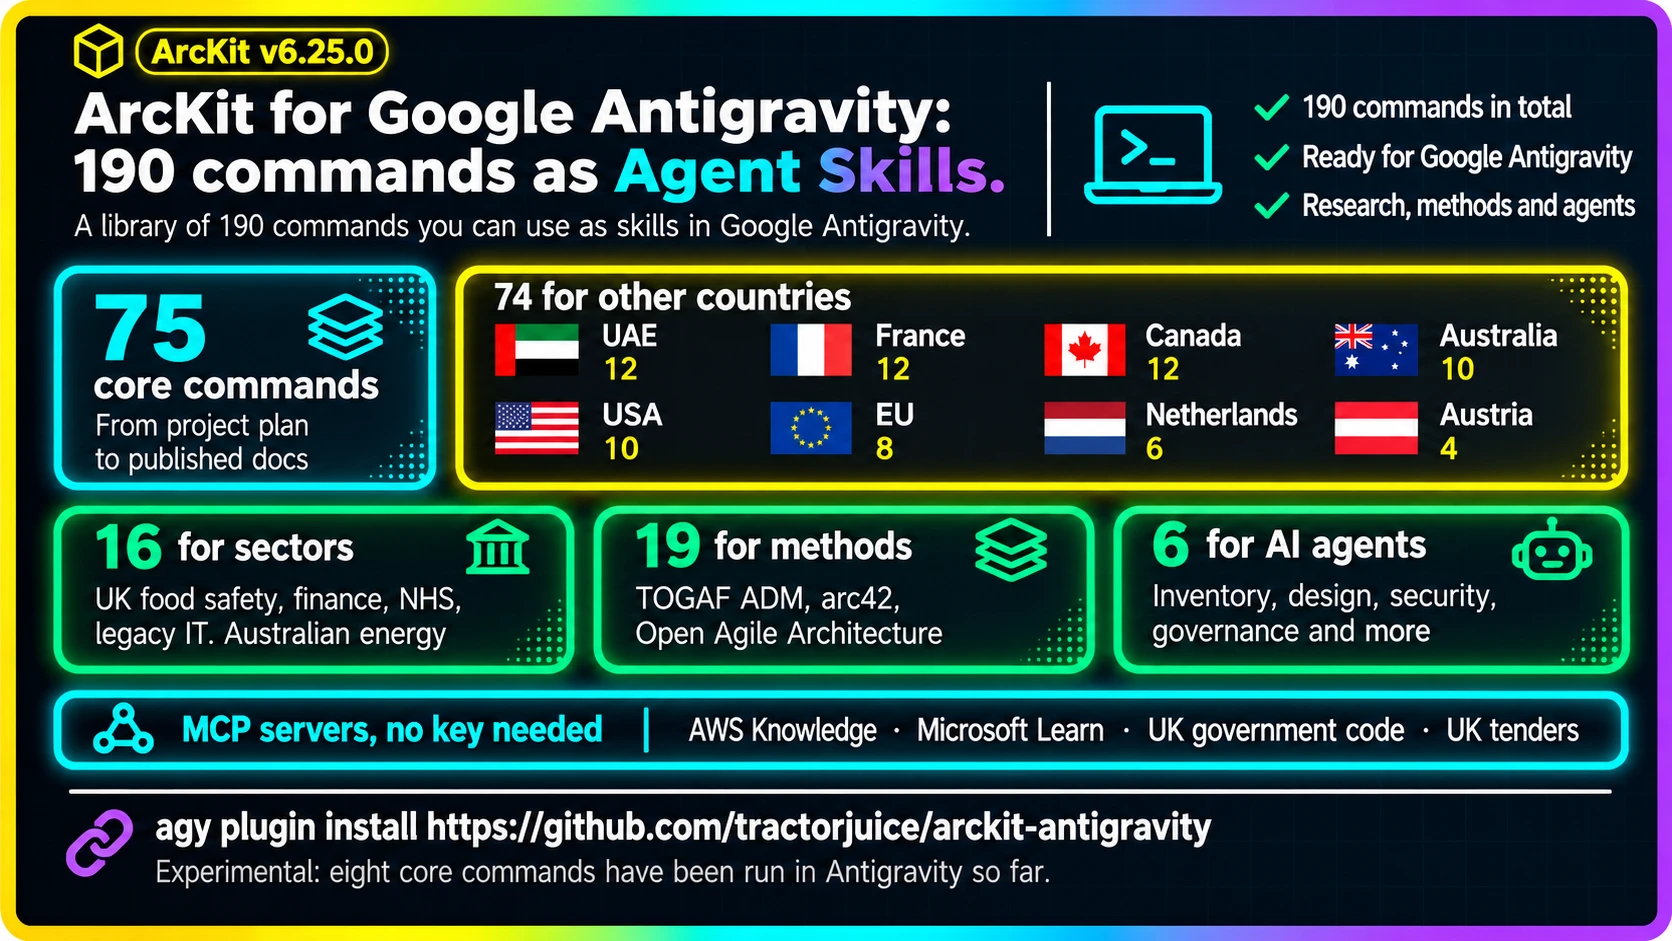 ArcKit v6.25.0
ArcKit for Google Antigravity:
190 commands as Agent Skills.
A library of 190 commands you can use as skills in Google Antigravity.
190 commands in total
Ready for Google Antigravity
Research, methods and agents
75
core commands
From project plan
to published docs
74 for other countries
UAE
12
France
12
Canada
12
Australia
10
USA
10
EU
8
Netherlands
6
Austria
4
16 for sectors
UK food safety, finance, NHS,
legacy IT. Australian energy
19 for methods
TOGAF ADM, arc42,
Open Agile Architecture
6 for AI agents
Inventory, design, security,
governance and more
MCP servers, no key needed | AWS Knowledge · Microsoft Learn · UK government code · UK tenders
agy plugin install https://github.com/tractorjuice/arckit-antigravity
Experimental: eight core commands have been run in Antigravity so far.